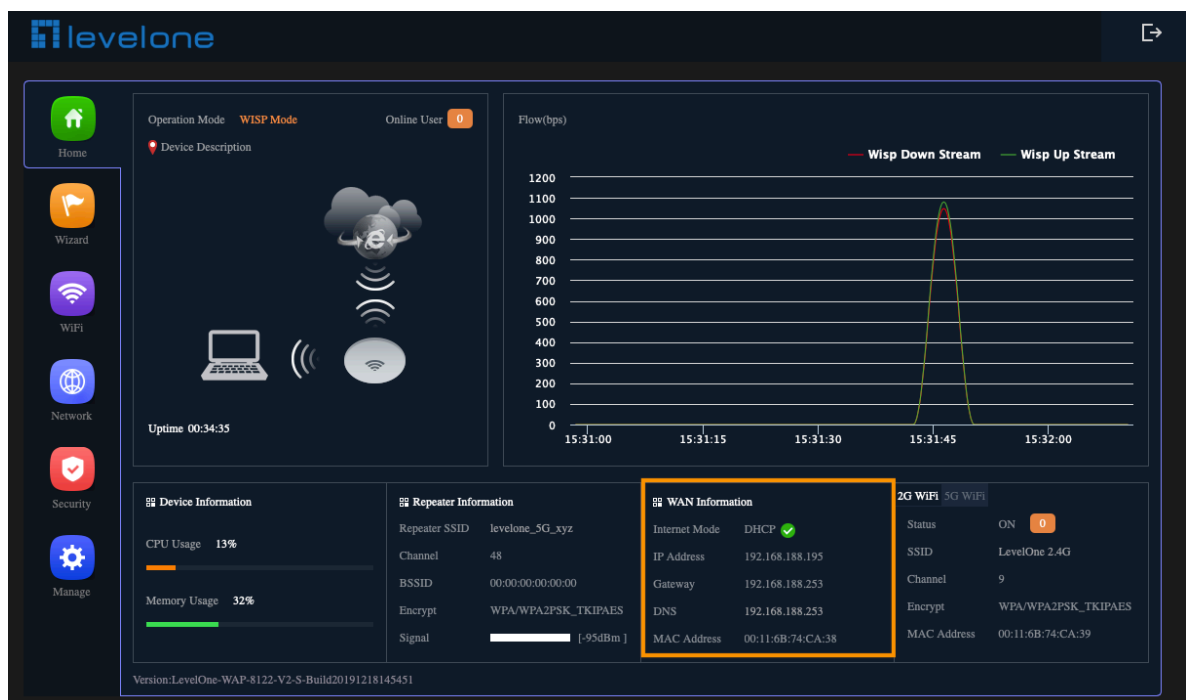 levelone
Home
Wizard
WiFi
Network
Security
Manage
Operation Mode WISP Mode Online User 0
Device Description
Uptime 00:34:35
Flow(bps)
Wisp Down Stream Wisp Up Stream
1200
1100
1000
900
800
700
600
500
400
300
200
100
0
15:31:00 15:31:15 15:31:30 15:31:45 15:32:00
Device Information
CPU Usage 13%
Memory Usage 32%
Repeater Information
Repeater SSID levelone_5G_xyz
Channel 48
BSSID 00:00:00:00:00:00
Encrypt WPA/WPA2PSK_TKIPAES
Signal [-95dBm ]
WAN Information
Internet Mode DHCP
IP Address 192.168.188.195
Gateway 192.168.188.253
DNS 192.168.188.253
MAC Address 00:11:6B:74:CA:38
2G WiFi 5G WiFi
Status ON 0
SSID LevelOne 2.4G
Channel 9
Encrypt WPA/WPA2PSK_TKIPAES
MAC Address 00:11:6B:74:CA:39
Version:LevelOne-WAP-8122-V2-S-Build20191218145451